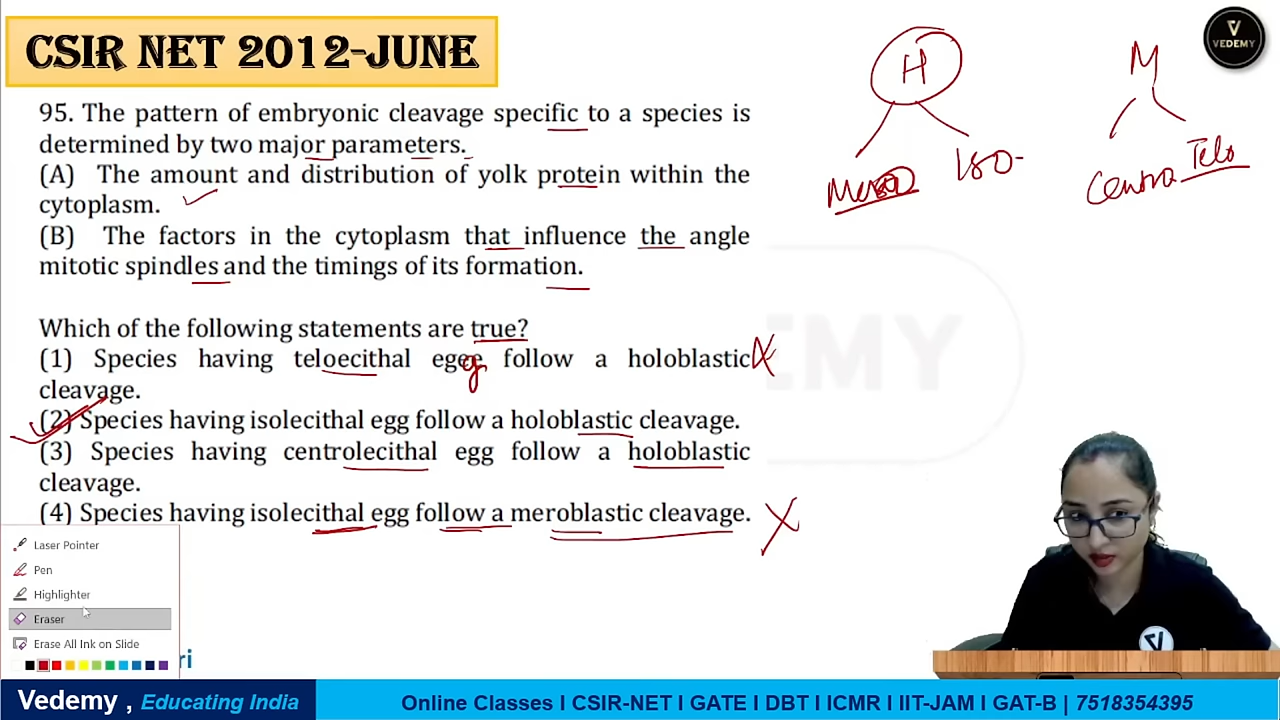 CSIR NET 2012-JUNE
H
M
VEDEMY
Iso-
Centra Telo
95. The pattern of embryonic cleavage specific to a species is
determined by two major parameters.
(A) The amount and distribution of yolk protein within the
cytoplasm.
(B) The factors in the cytoplasm that influence the angle
mitotic spindles and the timings of its formation.
Which of the following statements are true?
(1) Species having teloecithal egg follow a holoblastic
cleavage.
(2) Species having isolecithal egg follow a holoblastic cleavage.
(3) Species having centrolecithal egg follow a holoblastic
cleavage.
(4) Species having isolecithal egg follow a meroblastic cleavage.
EMY
Laser Pointer
Pen
Highlighter
Eraser
Erase All Ink on Slide
ri
Vedemy , Educating India
Online Classes I CSIR-NET I GATE I DBT I ICMR I IIT-JAM I GAT-B | 7518354395